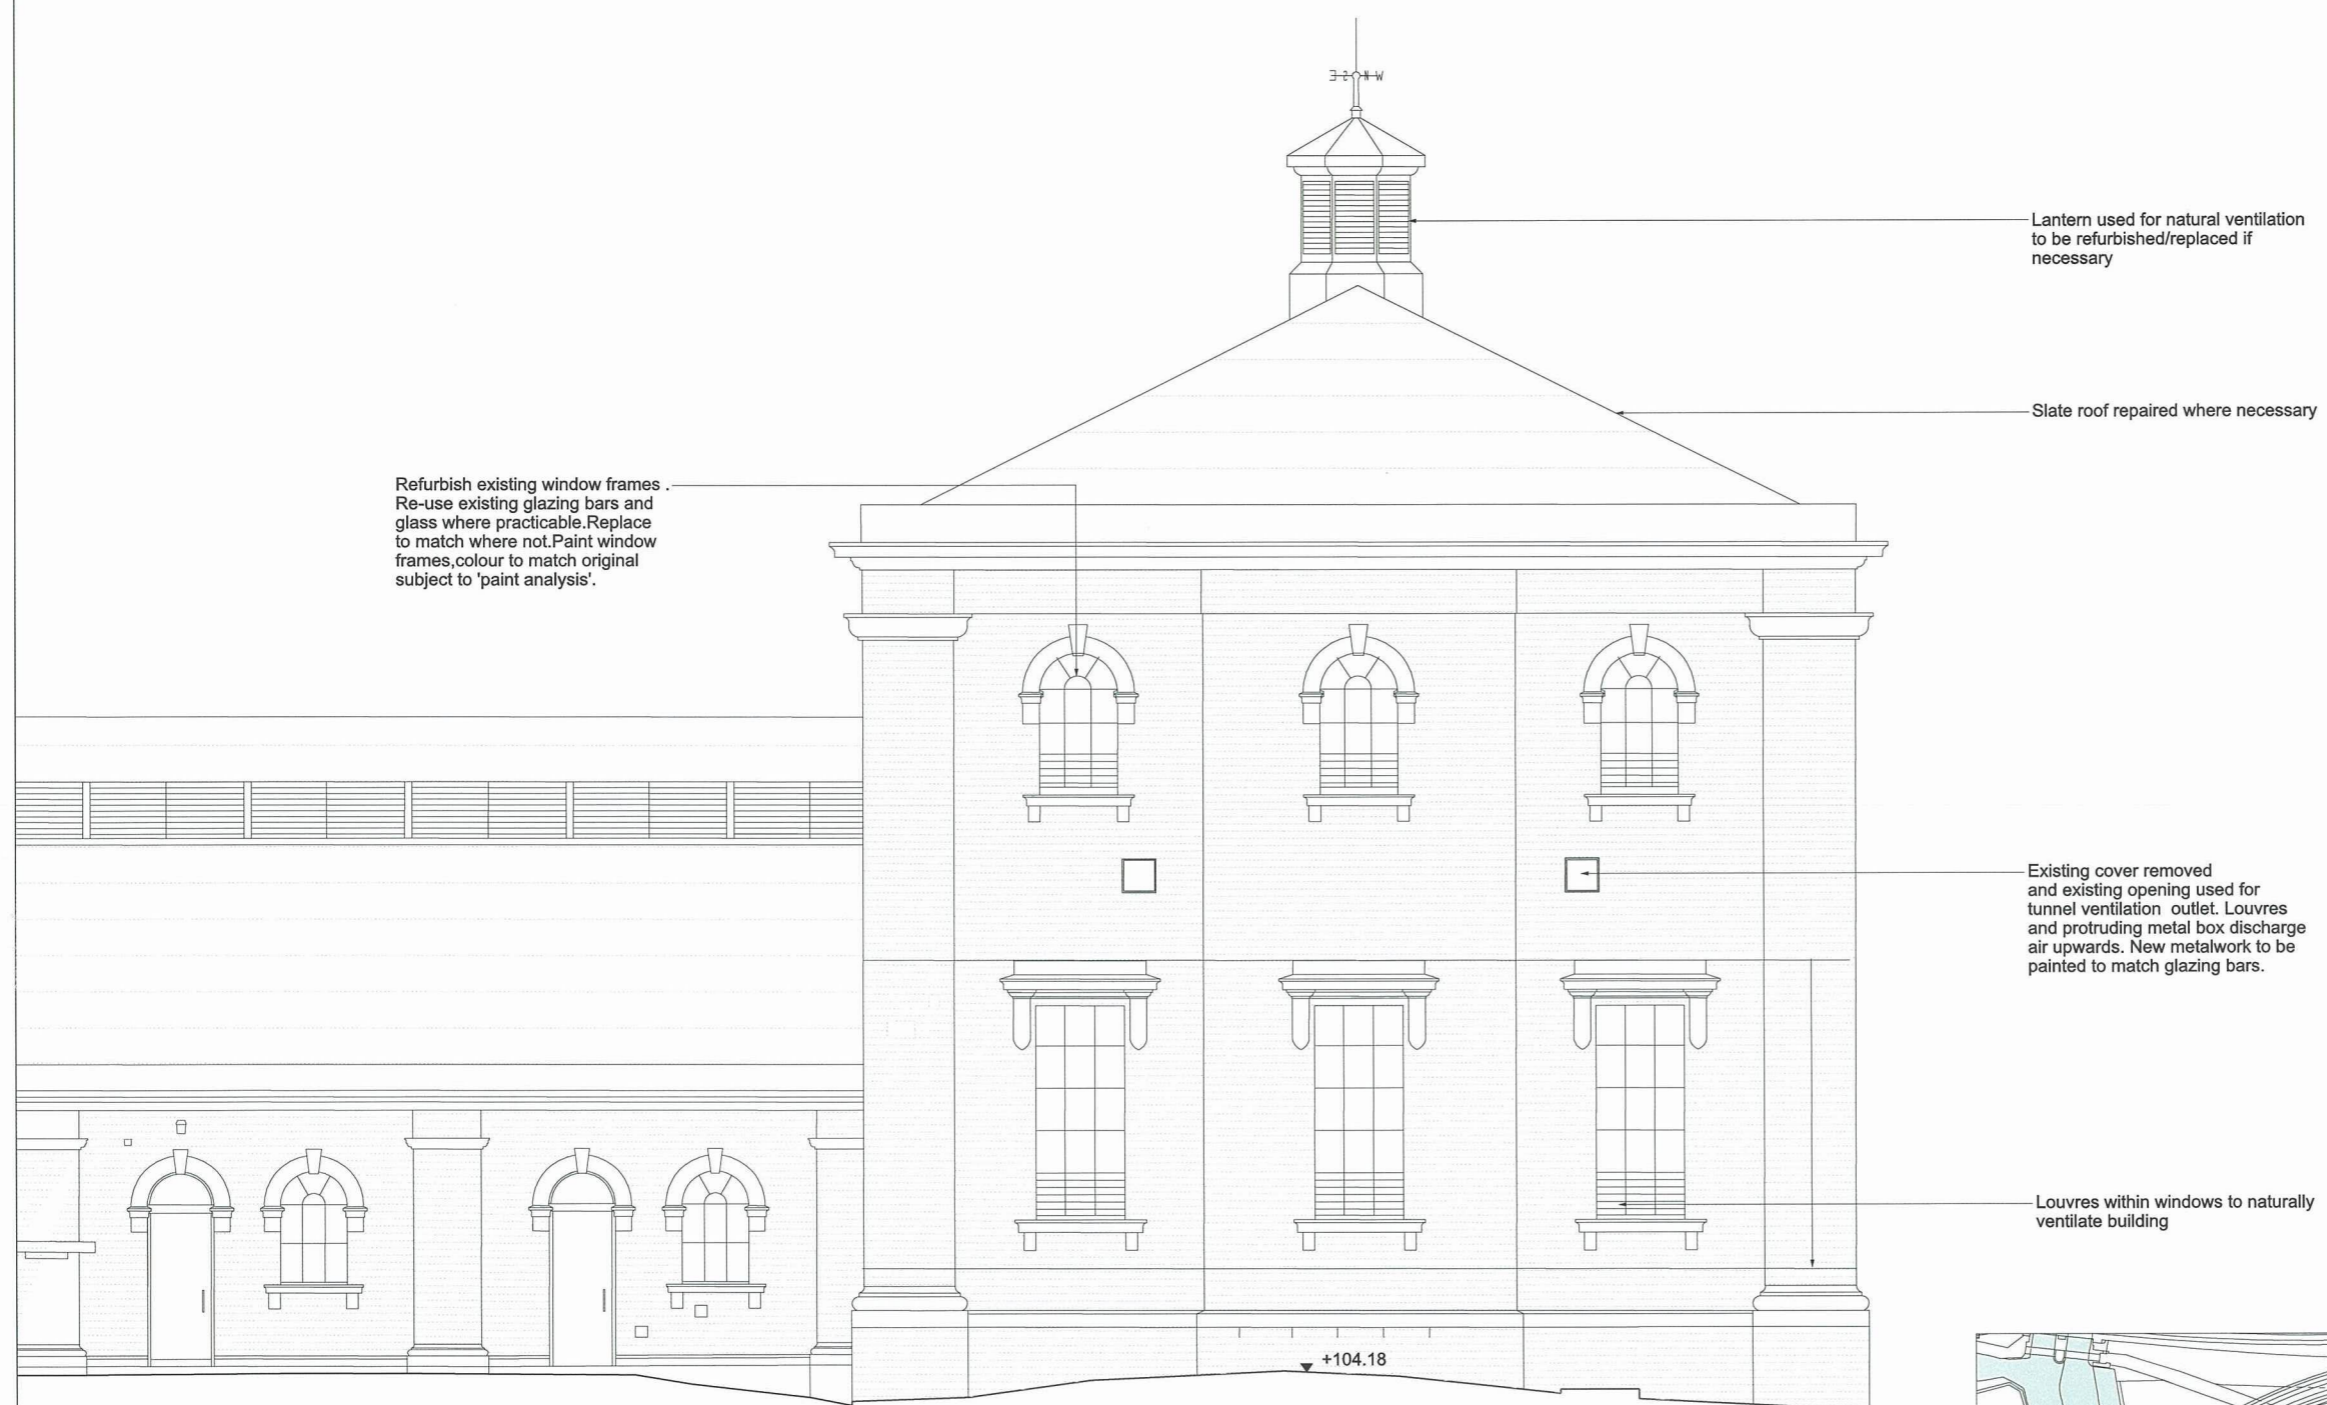 E S N W
Lantern used for natural ventilation
to be refurbished/replaced if
necessary
Slate roof repaired where necessary
Refurbish existing window frames .
Re-use existing glazing bars and
glass where practicable.Replace
to match where not.Paint window
frames,colour to match original
subject to 'paint analysis'.
Existing cover removed
and existing opening used for
tunnel ventilation outlet. Louvres
and protruding metal box discharge
air upwards. New metalwork to be
painted to match glazing bars.
Louvres within windows to naturally
ventilate building
+104.18